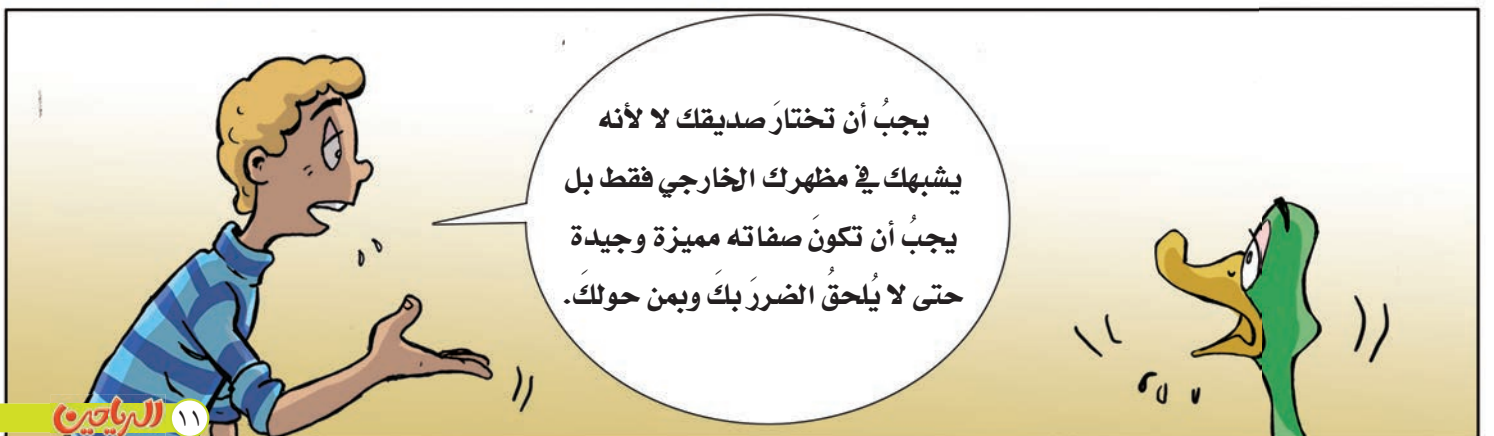 يجبُ أن تختارَ صديقك لا لأنه
يشبهك في مظهرك الخارجي فقط بل
يجبُ أن تكونَ صفاته مميزة وجيدة
حتى لا يُلحقُ الضررَ بكَ وبمن حولكَ.
الرياحين ١١